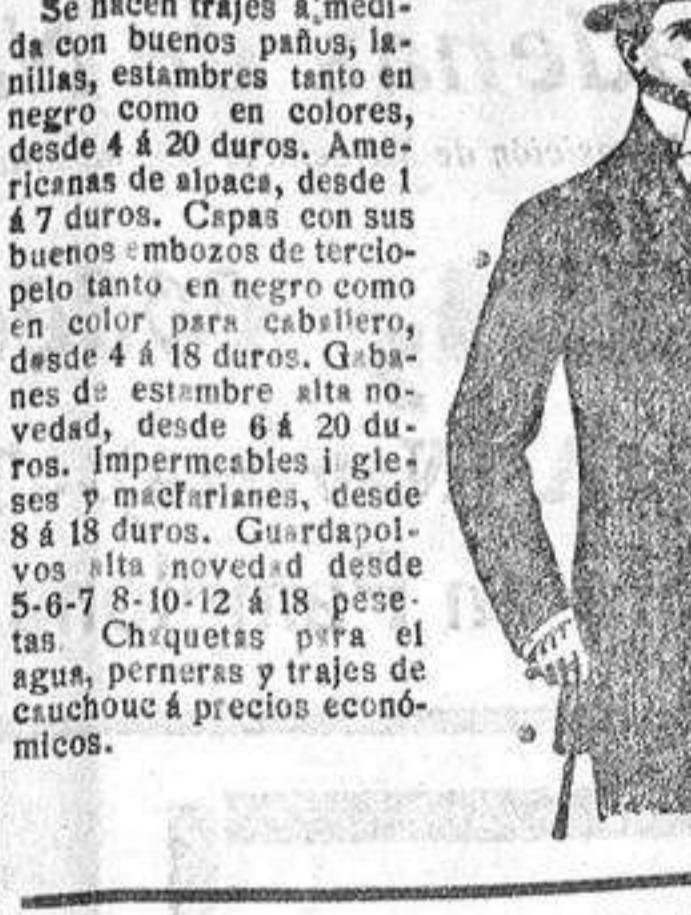 Se hacen trajes a medi-
da con buenos paños, la-
nillas, estambres tanto en
negro como en colores,
desde 4 á 20 duros. Ame-
ricanas de alpaca, desde 1
á 7 duros. Capas con sus
buenos embozos de tercio-
pelo tanto en negro como
en color para caballero,
desde 4 á 18 duros. Gaba-
nes de estambre alta no-
vedad, desde 6 á 20 du-
ros. Impermeables i gle-
ses y macfarlanes, desde
8 á 18 duros. Guardapol-
vos alta novedad desde
5-6-7 8-10-12 á 18 pese-
tas. Chaquetas para el
agua, perneras y trajes de
cauchouc á precios econó-
micos.